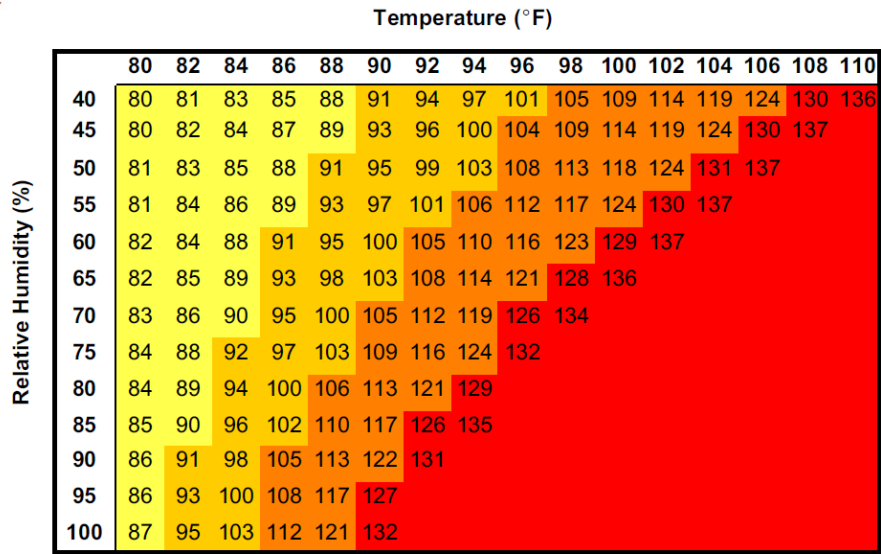 Temperature (°F)
80 82 84 86 88 90 92 94 96 98 100 102 104 106 108 110
40 80 81 83 85 88 91 94 97 101 105 109 114 119 124 130 136
45 80 82 84 87 89 93 96 100 104 109 114 119 124 130 137
50 81 83 85 88 91 95 99 103 108 113 118 124 131 137
55 81 84 86 89 93 97 101 106 112 117 124 130 137
60 82 84 88 91 95 100 105 110 116 123 129 137
65 82 85 89 93 98 103 108 114 121 128 136
70 83 86 90 95 100 105 112 119 126 134
75 84 88 92 97 103 109 116 124 132
80 84 89 94 100 106 113 121 129
85 85 90 96 102 110 117 126 135
90 86 91 98 105 113 122 131
95 86 93 100 108 117 127
100 87 95 103 112 121 132
Relative Humidity (%)